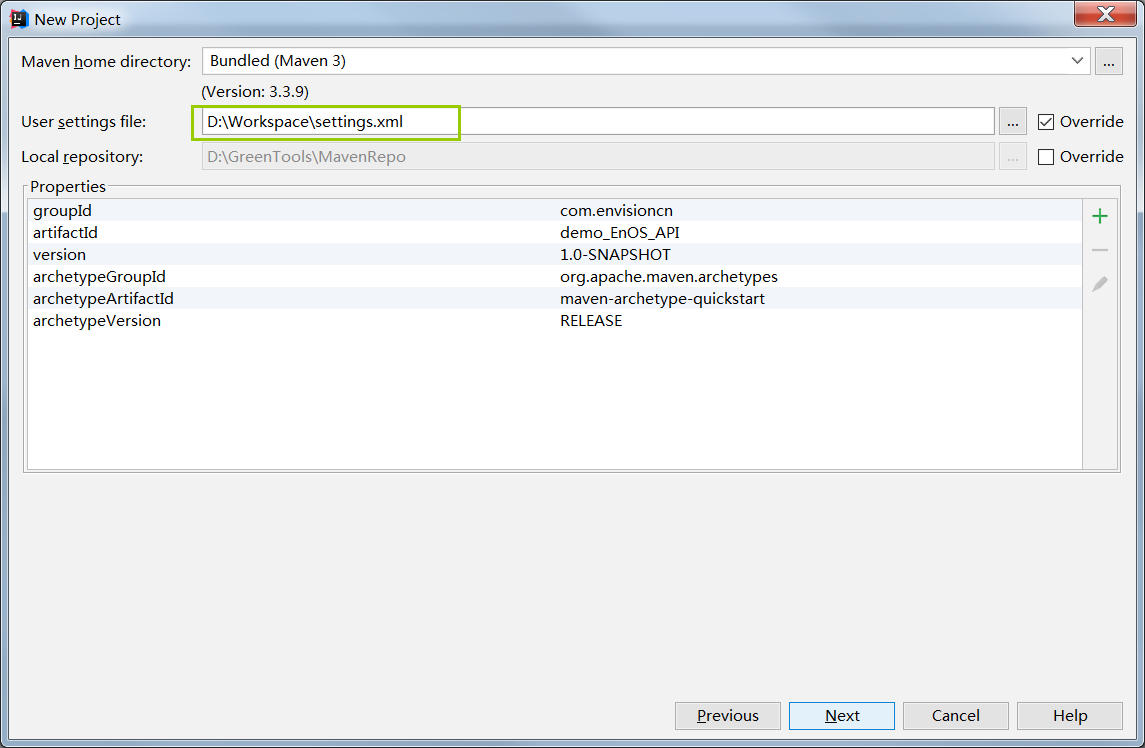 New Project
Maven home directory: Bundled (Maven 3) ...
(Version: 3.3.9)
User settings file: D:\Workspace\settings.xml ... Override
Local repository: D:\GreenTools\MavenRepo ... Override
Properties
groupId com.envisioncn
artifactId demo_EnOS_API
version 1.0-SNAPSHOT
archetypeGroupId org.apache.maven.archetypes
archetypeArtifactId maven-archetype-quickstart
archetypeVersion RELEASE
Previous Next Cancel Help